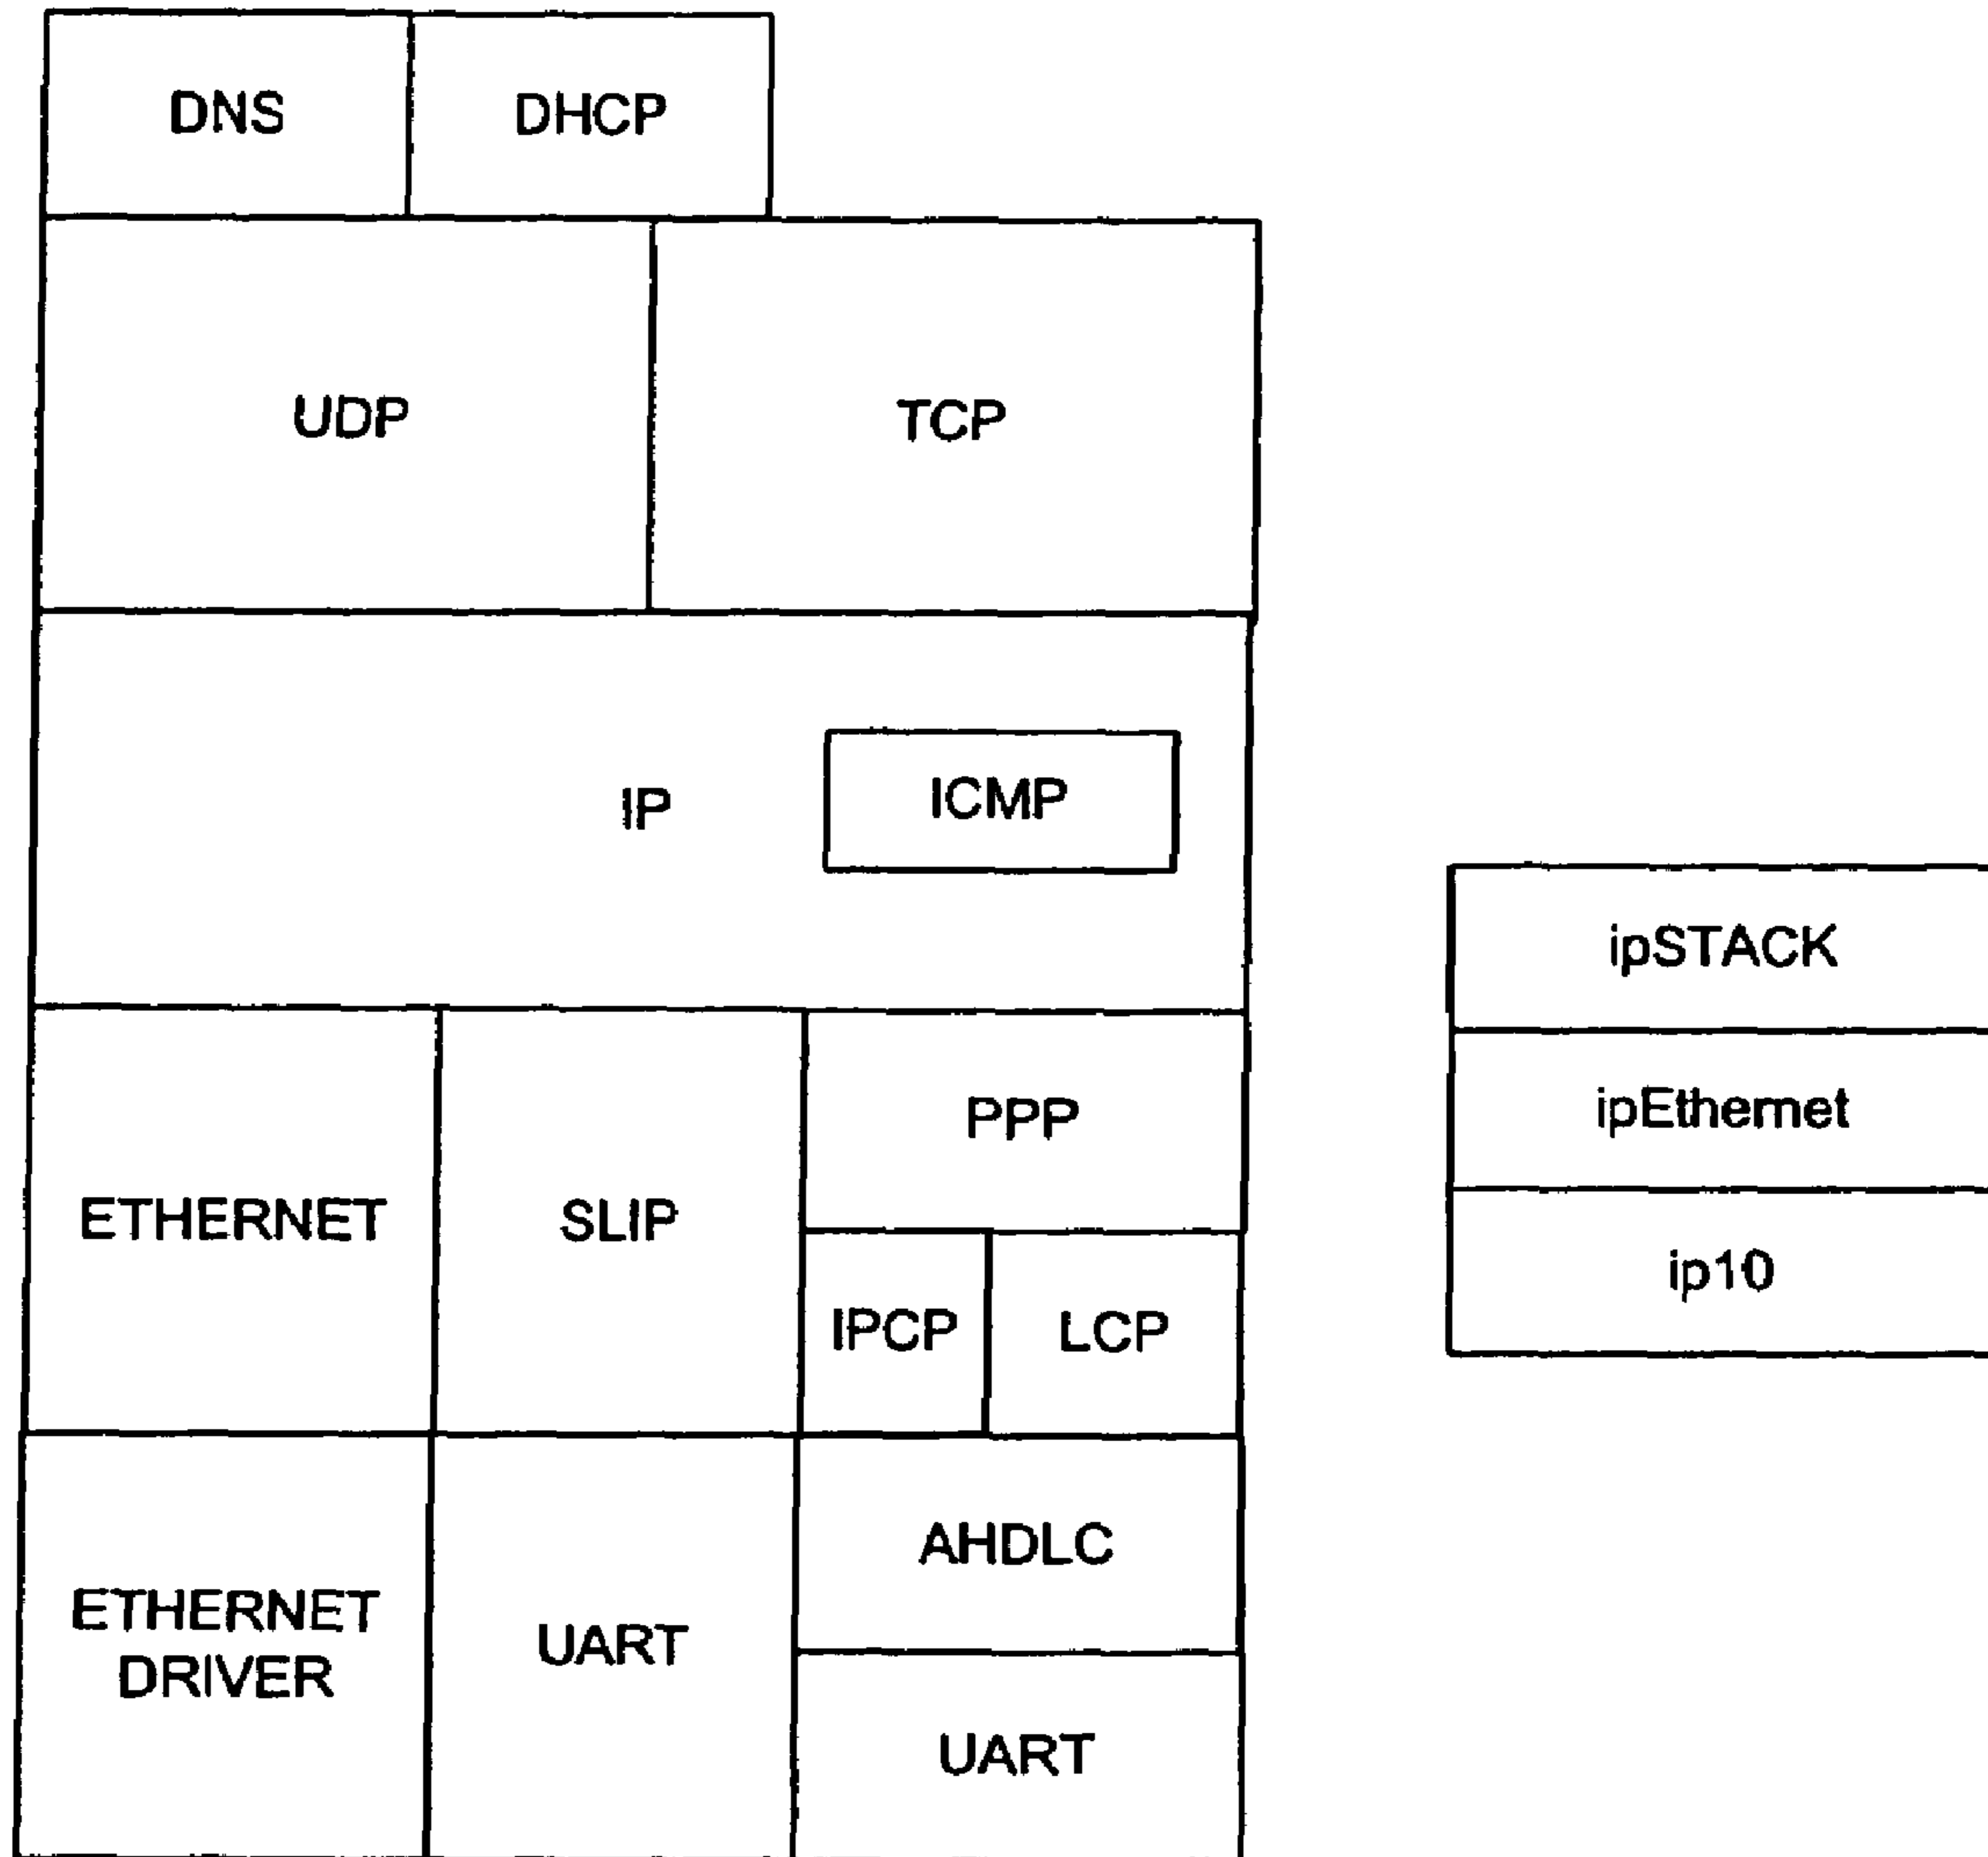 DNS
DHCP
UDP
TCP
IP
ICMP
ETHERNET
SLIP
PPP
IPCP
LCP
ETHERNET
DRIVER
UART
AHDLC
UART
ipSTACK
ipEthernet
ip10